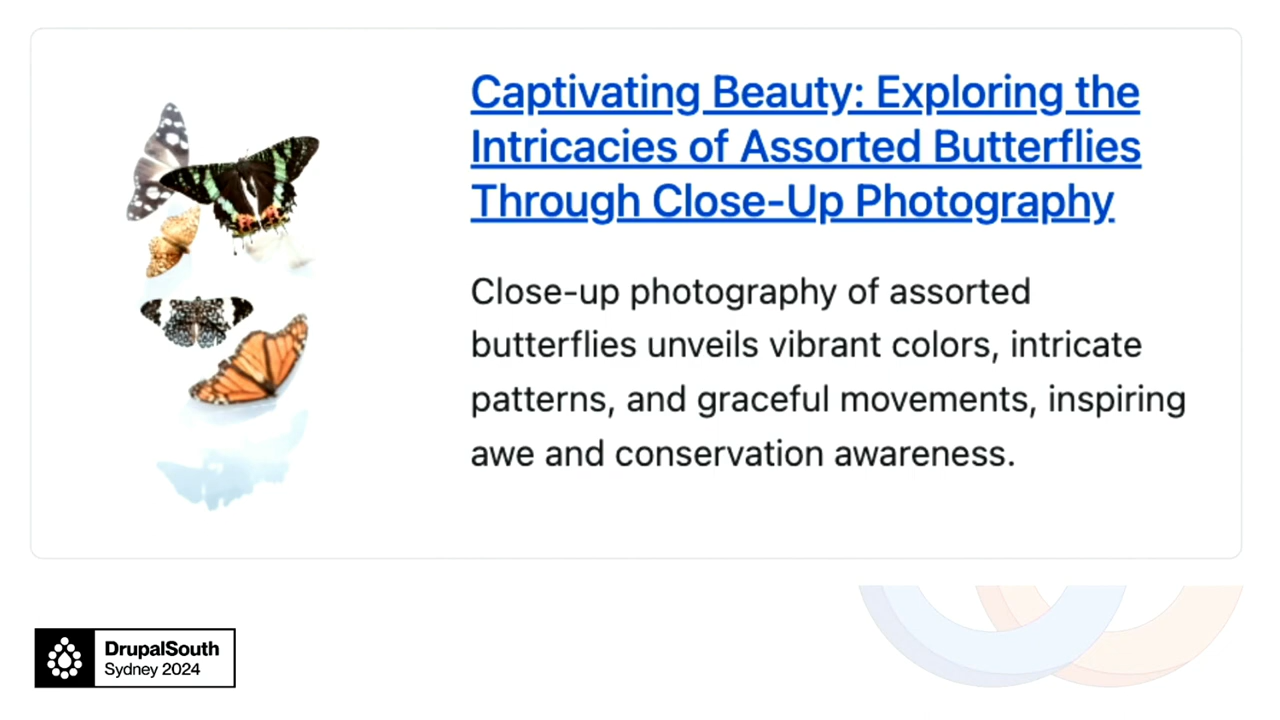 Captivating Beauty: Exploring the
Intricacies of Assorted Butterflies
Through Close-Up Photography
Close-up photography of assorted
butterflies unveils vibrant colors, intricate
patterns, and graceful movements, inspiring
awe and conservation awareness.
DrupalSouth
Sydney 2024